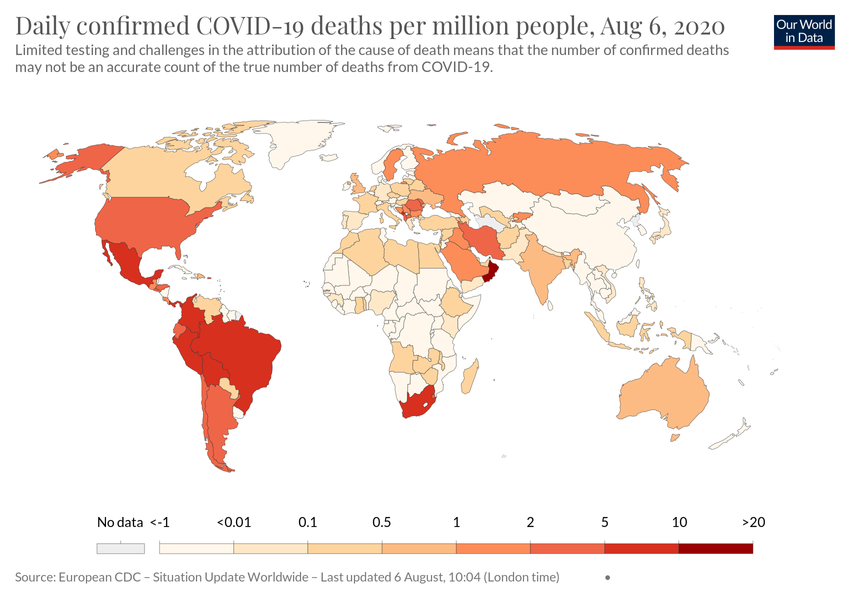 Daily confirmed COVID-19 deaths per million people, Aug 6, 2020
Our World
in Data
Limited testing and challenges in the attribution of the cause of death means that the number of confirmed deaths
may not be an accurate count of the true number of deaths from COVID-19.
No data <-1 <0.01 0.1 0.5 1 2 5 10 >20
Source: European CDC – Situation Update Worldwide – Last updated 6 August, 10:04 (London time) •